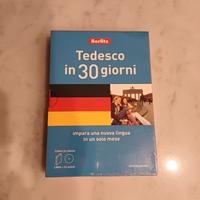 Berlitz
Tedesco
in 30 giorni
impara una nuova lingua
in un solo mese